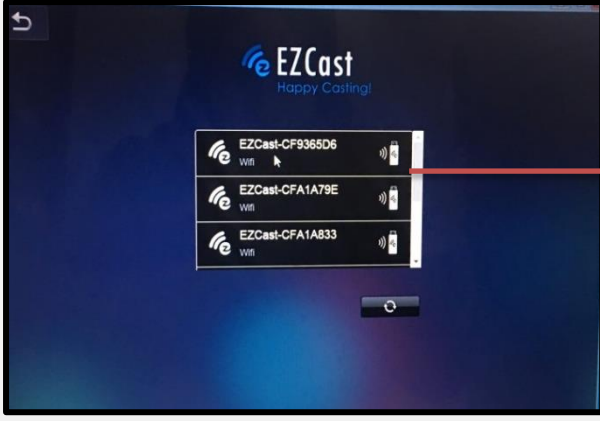 EZCast
Happy Casting!
EZCast-CF9365D6
Wifi
EZCast-CFA1A79E
Wifi
EZCast-CFA1A833
Wifi